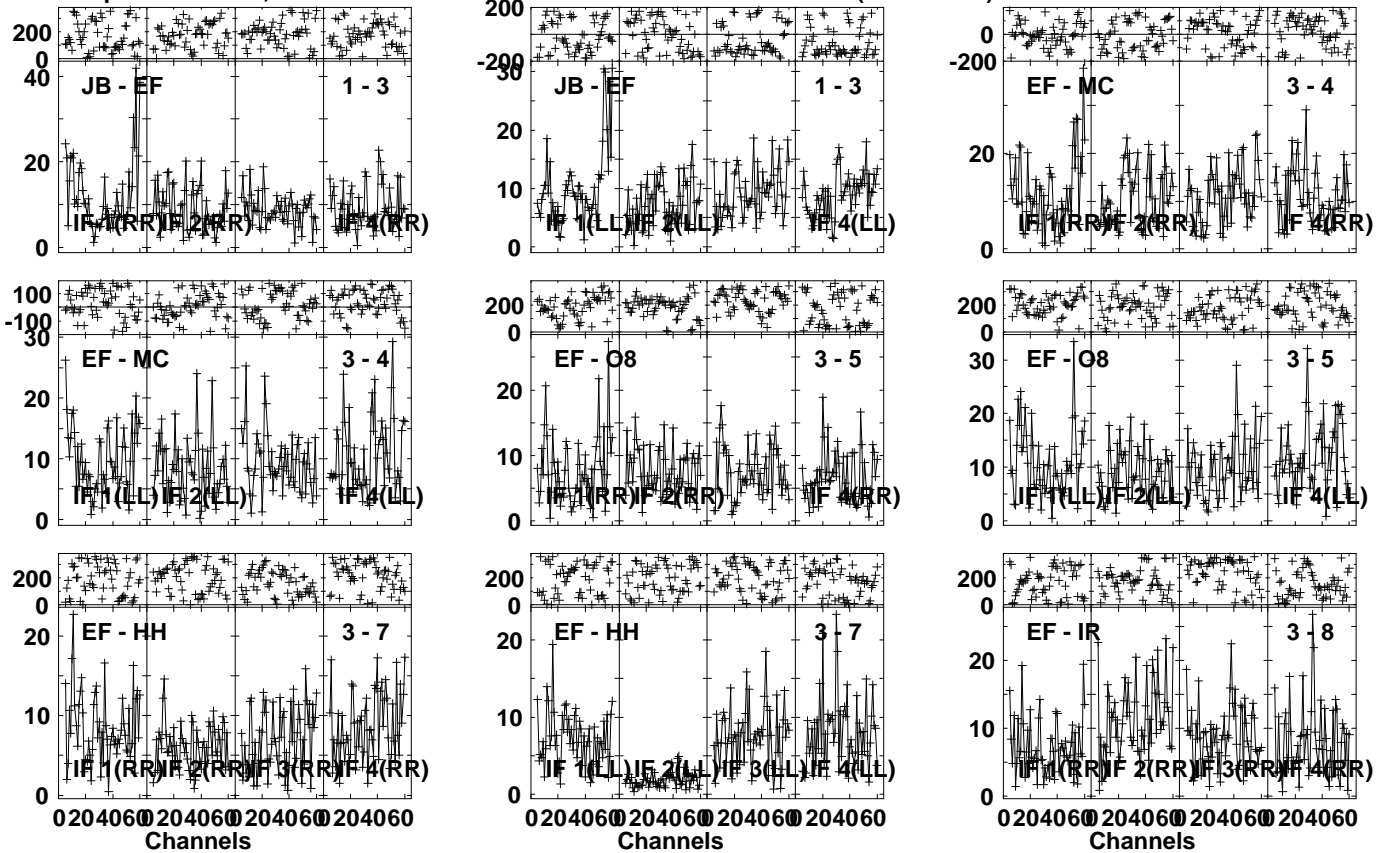 200
0
40
20
0
JB - EF
1 - 3
IF 1(RR)
IF 2(RR)
IF 4(RR)
200
-200
30
20
10
0
JB - EF
1 - 3
IF 1(LL)
IF 2(LL)
IF 4(LL)
0
-200
20
0
EF - MC
3 - 4
IF 1(RR)
IF 2(RR)
IF 4(RR)
100
-100
30
20
10
0
EF - MC
3 - 4
IF 1(LL)
IF 2(LL)
IF 4(LL)
200
0
20
10
0
EF - O8
3 - 5
IF 1(RR)
IF 2(RR)
IF 4(RR)
200
0
30
20
10
0
EF - O8
3 - 5
IF 1(LL)
IF 2(LL)
IF 4(LL)
200
0
20
10
0
EF - HH
3 - 7
IF 1(RR)
IF 2(RR)
IF 3(RR)
IF 4(RR)
0 20 40 60 0 20 40 60 0 20 40 60 0 20 40 60
Channels
200
0
20
10
0
EF - HH
3 - 7
IF 1(LL)
IF 2(LL)
IF 3(LL)
IF 4(LL)
0 20 40 60 0 20 40 60 0 20 40 60 0 20 40 60
Channels
200
0
20
10
0
EF - IR
3 - 8
IF 1(RR)
IF 2(RR)
IF 3(RR)
IF 4(RR)
0 20 40 60 0 20 40 60 0 20 40 60 0 20 40 60
Channels